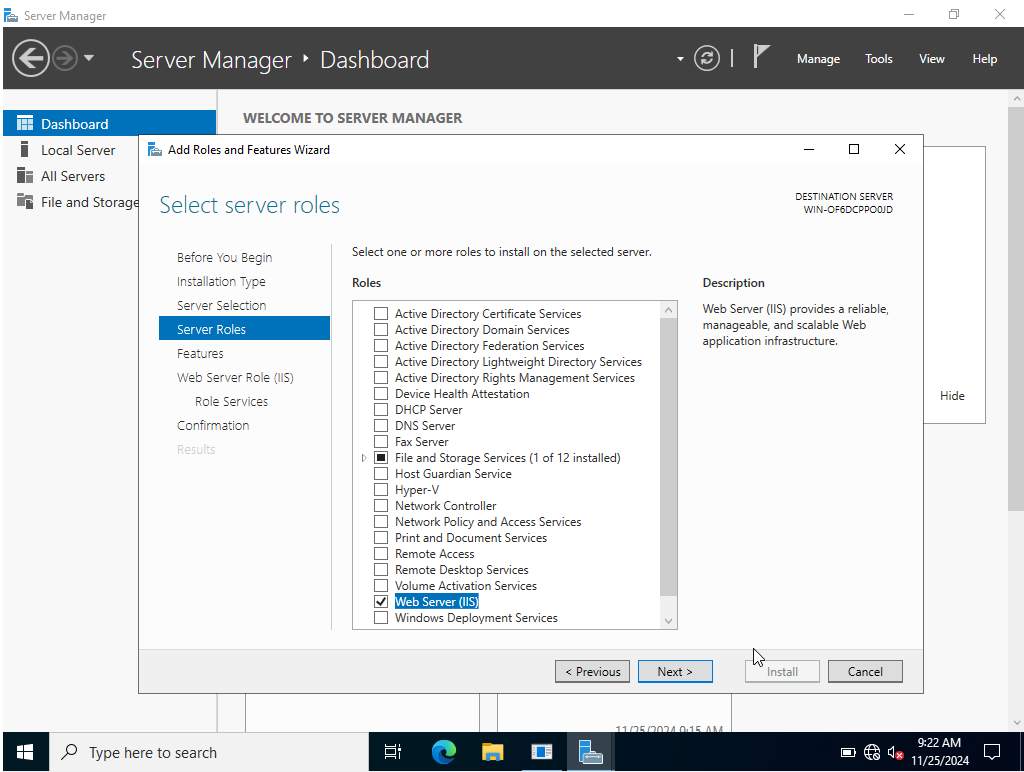 Server Manager
Server Manager
Dashboard
Manage
Tools
View
Help
Dashboard
Local Server
All Servers
File and Storage
WELCOME TO SERVER MANAGER
Add Roles and Features Wizard
Select server roles
DESTINATION SERVER
WIN-OF6DCPPO0JD
Before You Begin
Installation Type
Server Selection
Server Roles
Features
Web Server Role (IIS)
Role Services
Confirmation
Results
Select one or more roles to install on the selected server.
Roles
Active Directory Certificate Services
Active Directory Domain Services
Active Directory Federation Services
Active Directory Lightweight Directory Services
Active Directory Rights Management Services
Device Health Attestation
DHCP Server
DNS Server
Fax Server
File and Storage Services (1 of 12 installed)
Host Guardian Service
Hyper-V
Network Controller
Network Policy and Access Services
Print and Document Services
Remote Access
Remote Desktop Services
Volume Activation Services
Web Server (IIS)
Windows Deployment Services
Description
Web Server (IIS) provides a reliable,
manageable, and scalable Web
application infrastructure.
Hide
< Previous
Next >
Install
Cancel
11/25/2024 9:15 AM
Type here to search
9:22 AM
11/25/2024